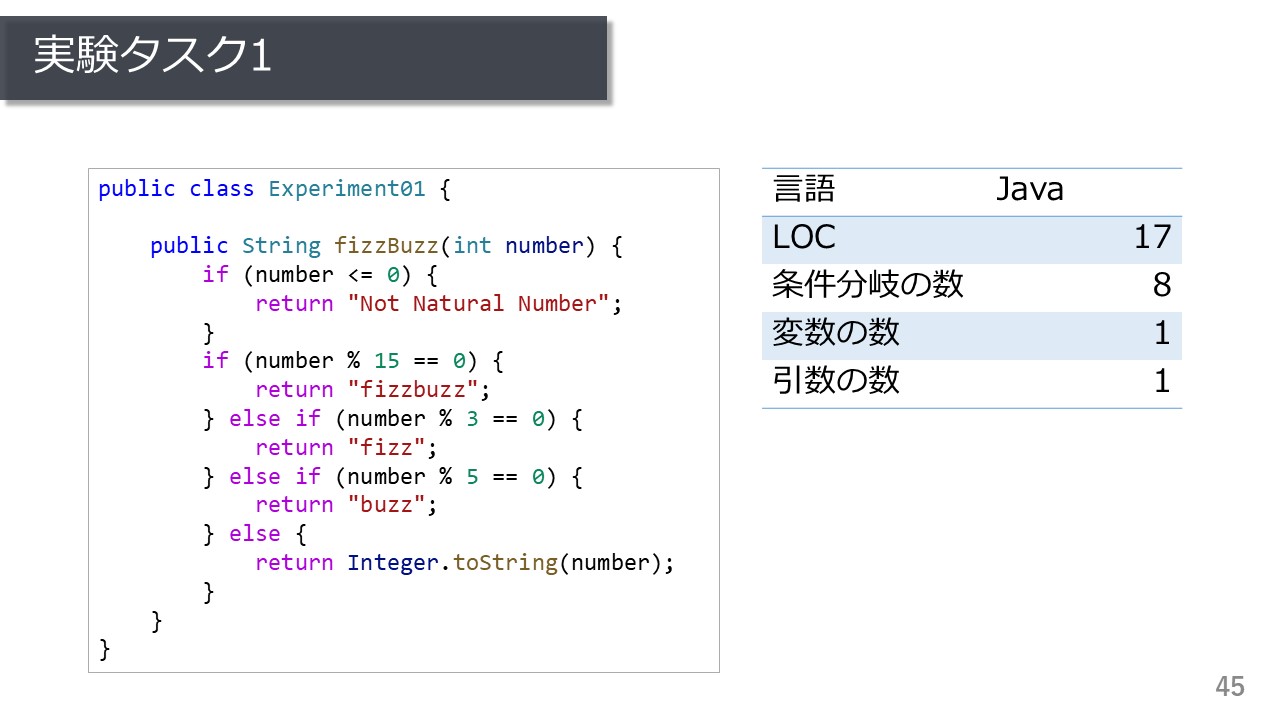 実験タスク1
public class Experiment01 {
    public String fizzBuzz(int number) {
        if (number <= 0) {
            return "Not Natural Number";
        }
        if (number % 15 == 0) {
            return "fizzbuzz";
        } else if (number % 3 == 0) {
            return "fizz";
        } else if (number % 5 == 0) {
            return "buzz";
        } else {
            return Integer.toString(number);
        }
    }
}
言語 Java
LOC 17
条件分岐の数 8
変数の数 1
引数の数 1
45